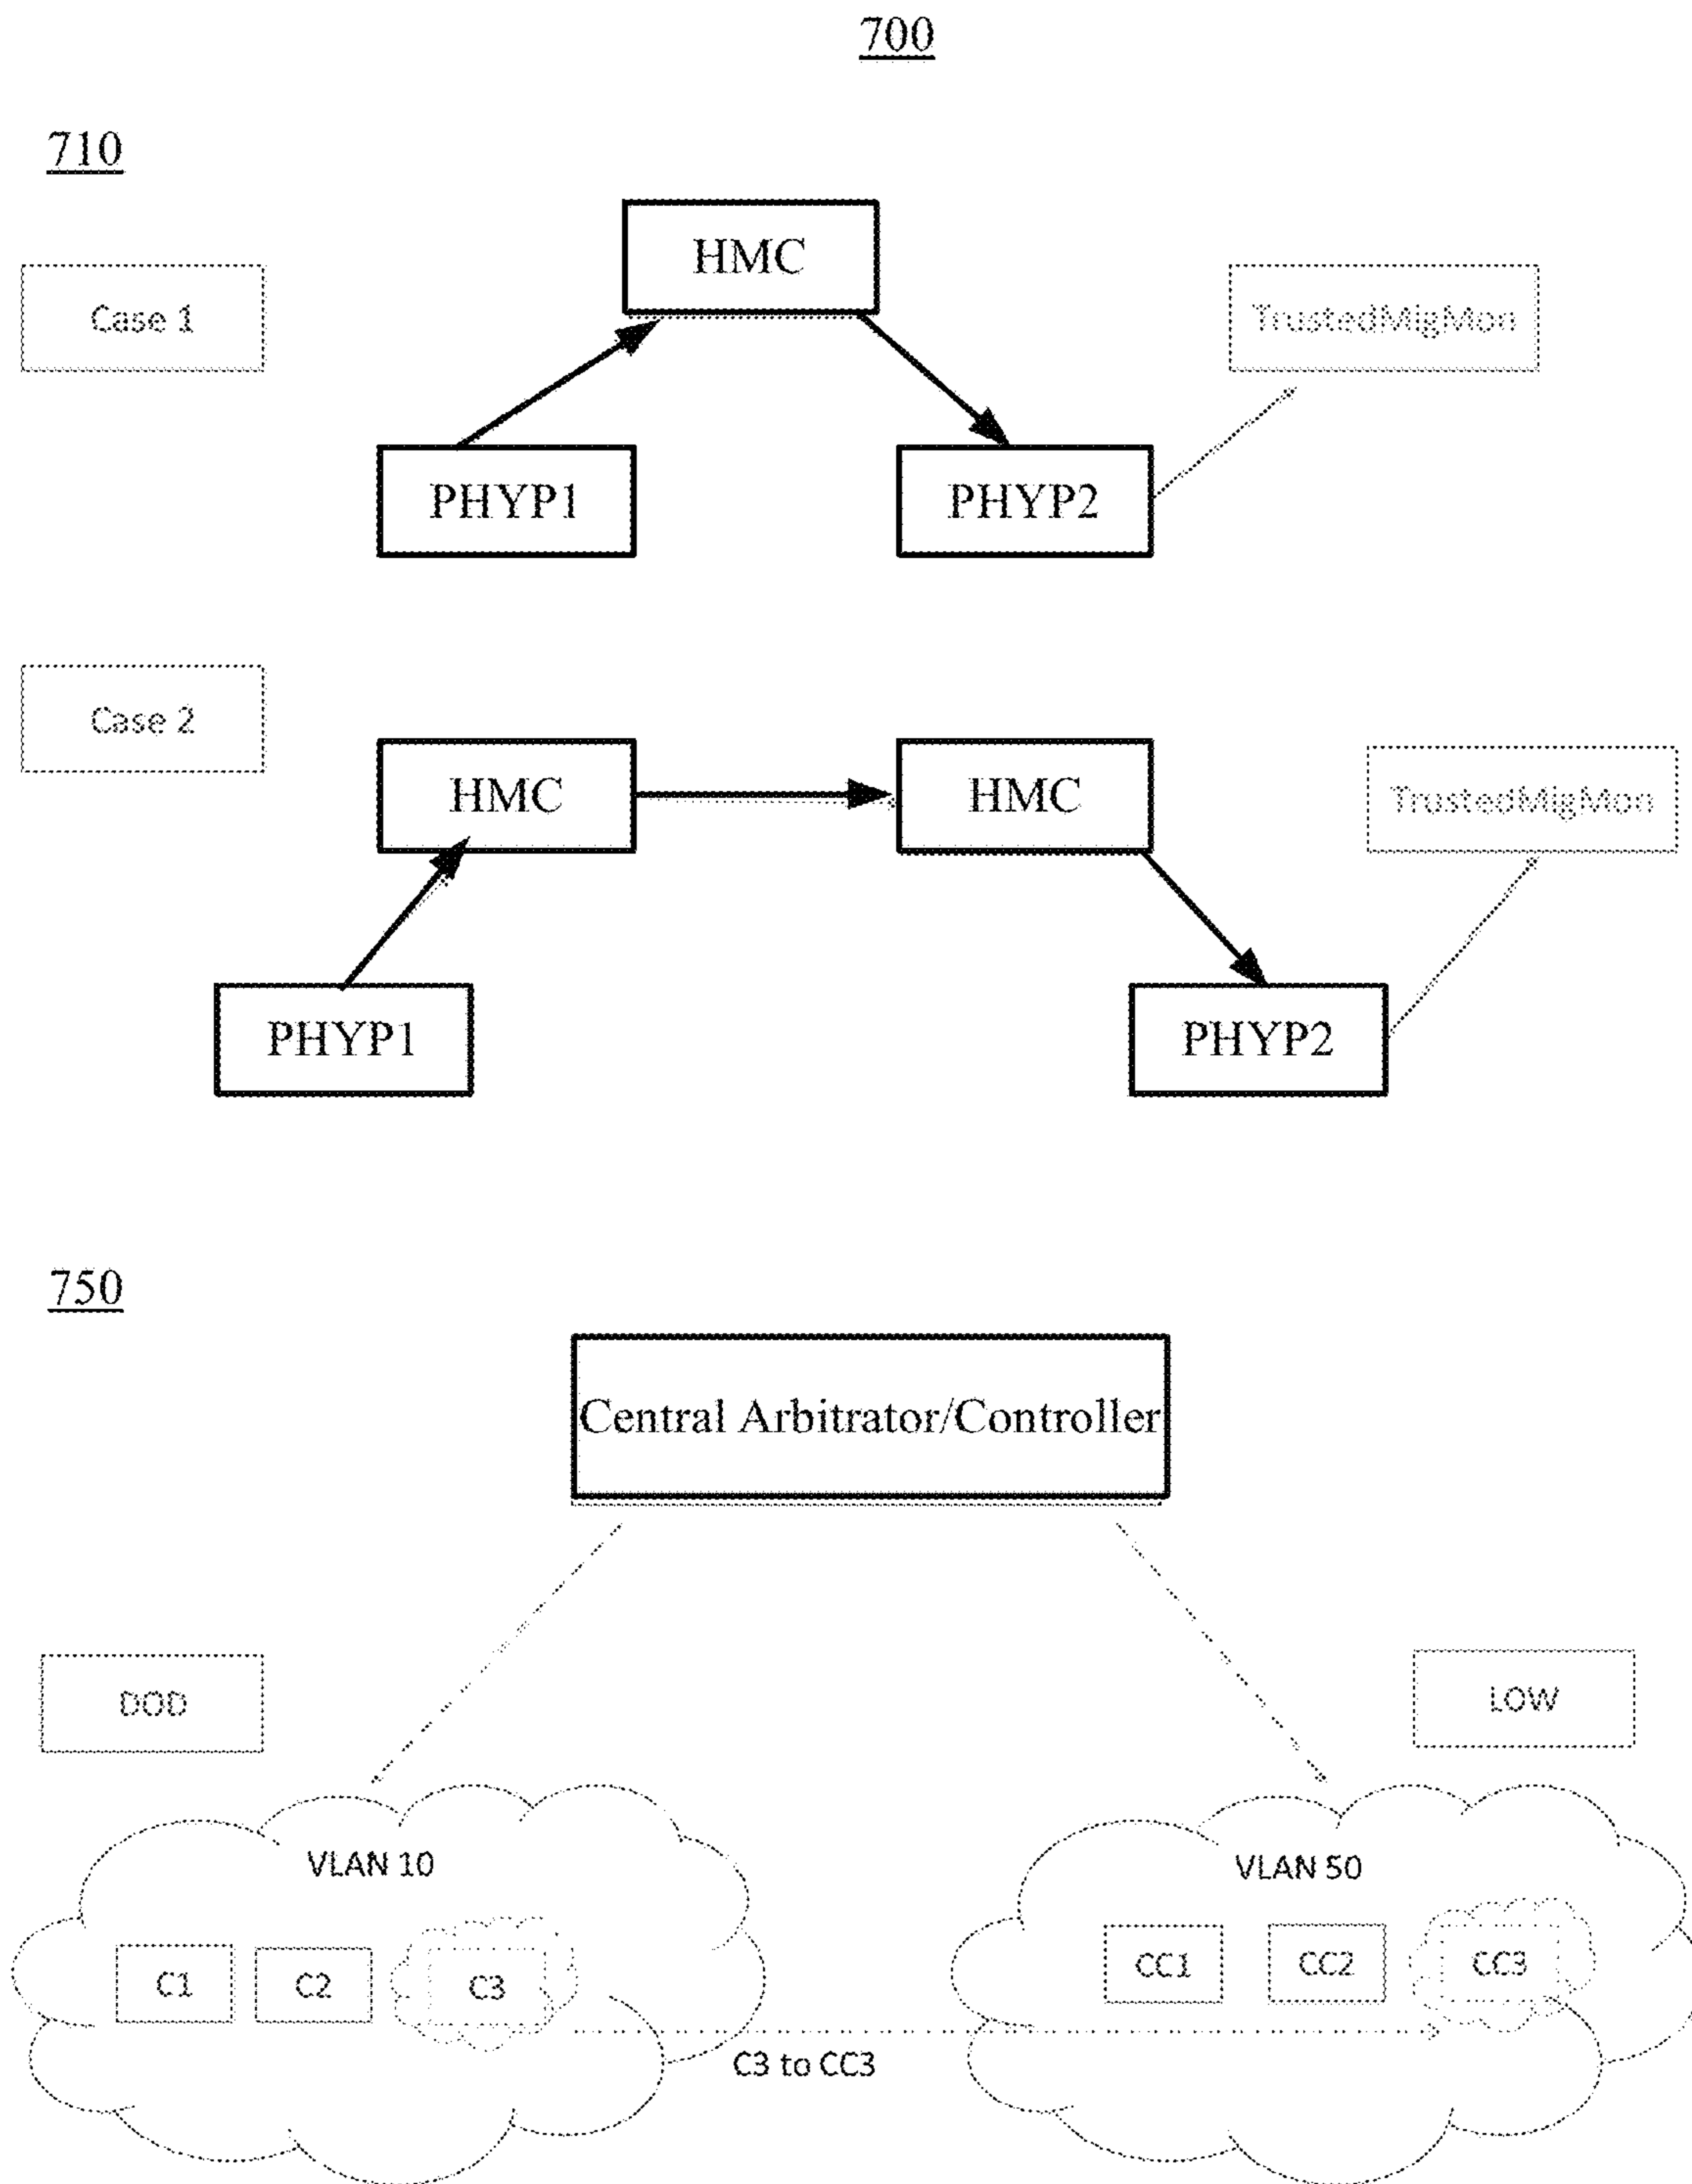 700
710
HMC
Case 1
TrustedMigMon
PHYP1
PHYP2
Case 2
HMC
HMC
TrustedMigMon
PHYP1
PHYP2
750
Central Arbitrator/Controller
DOD
LOW
VLAN 10
VLAN 50
C1
C2
C3
CC1
CC2
CC3
C3 to CC3